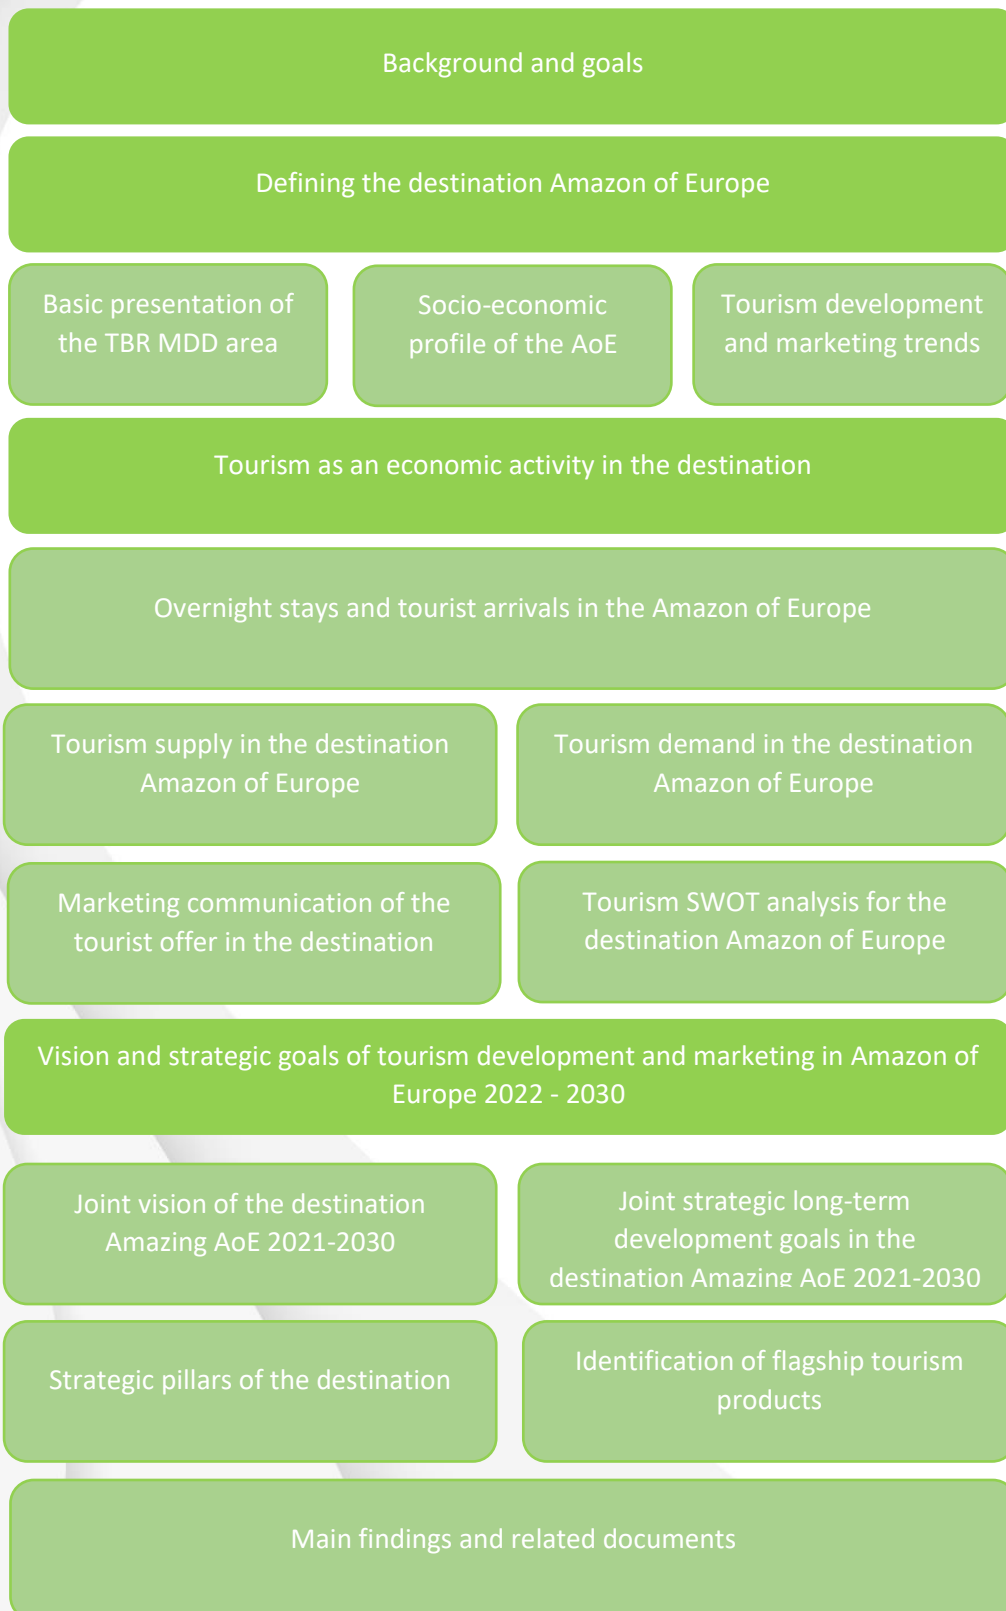 Background and goals
Defining the destination Amazon of Europe
Basic presentation of
the TBR MDD area
Socio-economic
profile of the AoE
Tourism development
and marketing trends
Tourism as an economic activity in the destination
Overnight stays and tourist arrivals in the Amazon of Europe
Tourism supply in the destination
Amazon of Europe
Tourism demand in the destination
Amazon of Europe
Marketing communication of the
tourist offer in the destination
Tourism SWOT analysis for the
destination Amazon of Europe
Vision and strategic goals of tourism development and marketing in Amazon of
Europe 2022 - 2030
Joint vision of the destination
Amazing AoE 2021-2030
Joint strategic long-term
development goals in the
destination Amazing AoE 2021-2030
Strategic pillars of the destination
Identification of flagship tourism
products
Main findings and related documents